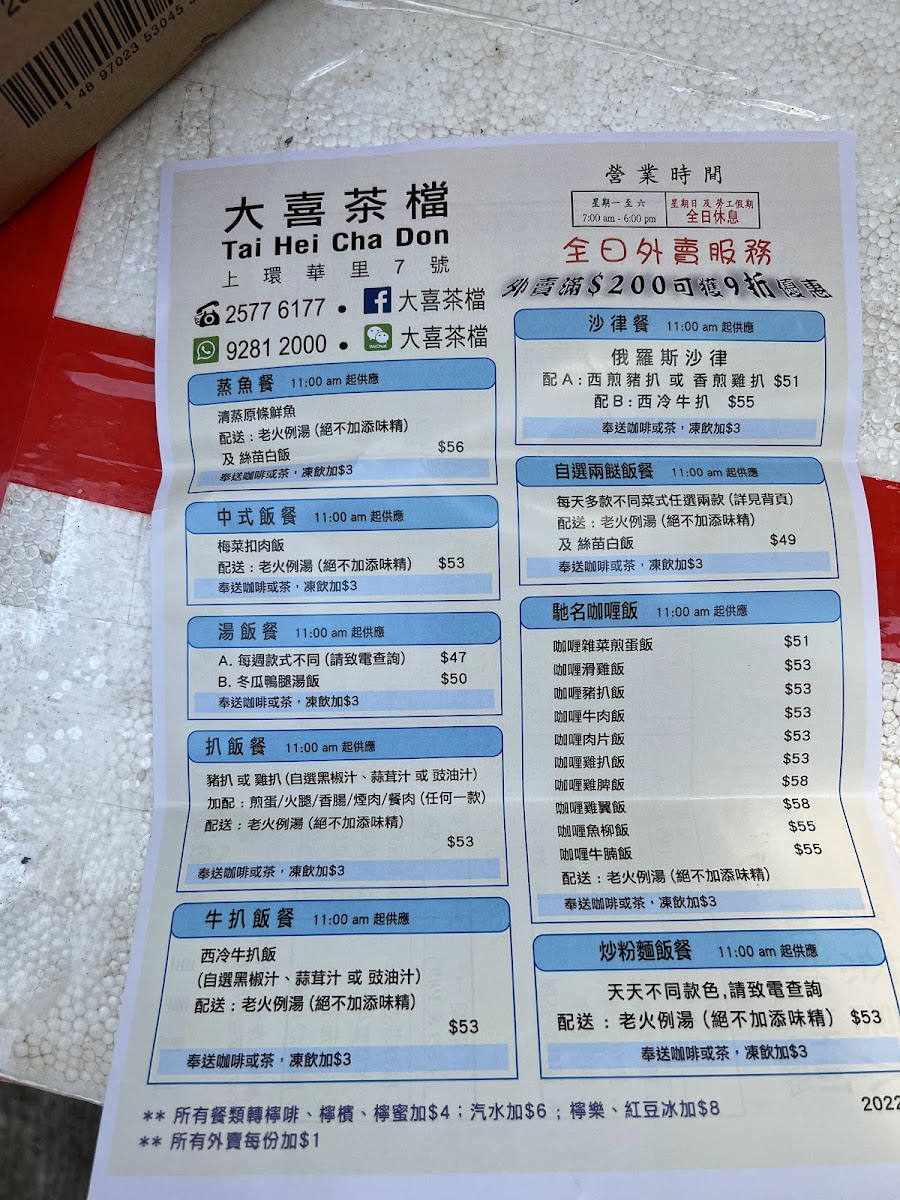 1 48 97023 53045
大喜茶檔
Tai Hei Cha Don
上環華里7號
2577 6177 • 大喜茶檔
9281 2000 • 大喜茶檔
營業時間
星期一至六
7:00 am - 6:00 pm
星期日 及 勞工假期
全日休息
全日外賣服務
外賣滿$200可獲9折優惠
蒸魚餐 11:00 am 起供應
清蒸原條鮮魚
配送：老火例湯 (絕不加添味精)
及 絲苗白飯 $56
奉送咖啡或茶，凍飲加$3
中式飯餐 11:00 am 起供應
梅菜扣肉飯
配送：老火例湯 (絕不加添味精) $53
奉送咖啡或茶，凍飲加$3
湯飯餐 11:00 am 起供應
A. 每週款式不同 (請致電查詢) $47
B. 冬瓜鴨腿湯飯 $50
奉送咖啡或茶，凍飲加$3
扒飯餐 11:00 am 起供應
豬扒 或 雞扒 (自選黑椒汁、蒜茸汁 或 豉油汁)
加配：煎蛋/火腿/香腸/煙肉/餐肉 (任何一款)
配送：老火例湯 (絕不加添味精)
$53
奉送咖啡或茶，凍飲加$3
牛扒飯餐 11:00 am 起供應
西冷牛扒飯
(自選黑椒汁、蒜茸汁 或 豉油汁)
配送：老火例湯 (絕不加添味精)
$53
奉送咖啡或茶，凍飲加$3
沙律餐 11:00 am 起供應
俄羅斯沙律
配A:西煎豬扒 或 香煎雞扒 $51
配B:西冷牛扒 $55
奉送咖啡或茶，凍飲加$3
自選兩餸飯餐 11:00 am 起供應
每天多款不同菜式任選兩款 (詳見背頁)
配送：老火例湯 (絕不加添味精)
及 絲苗白飯 $49
奉送咖啡或茶，凍飲加$3
馳名咖喱飯 11:00 am 起供應
咖喱雜菜煎蛋飯 $51
咖喱滑雞飯 $53
咖喱豬扒飯 $53
咖喱牛肉飯 $53
咖喱肉片飯 $53
咖喱雞扒飯 $53
咖喱雞脾飯 $58
咖喱雞翼飯 $58
咖喱魚柳飯 $55
咖喱牛腩飯 $55
配送：老火例湯 (絕不加添味精)
奉送咖啡或茶，凍飲加$3
炒粉麵飯餐 11:00 am 起供應
天天不同款色,請致電查詢
配送：老火例湯 (絕不加添味精) $53
奉送咖啡或茶，凍飲加$3
** 所有餐類轉檸啡、檸檳、檸蜜加$4；汽水加$6；檸樂、紅豆冰加$8
** 所有外賣每份加$1
2022